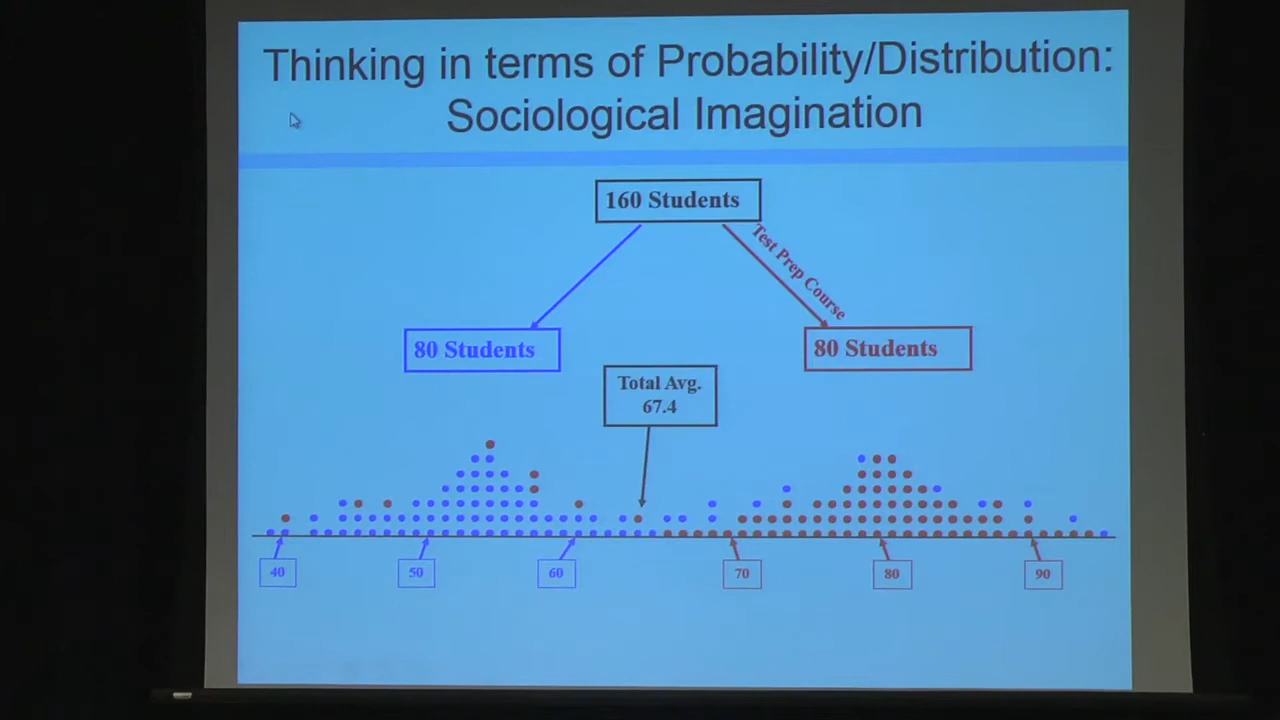 Thinking in terms of Probability/Distribution:
Sociological Imagination
160 Students
Test Prep Course
80 Students
80 Students
Total Avg.
67.4
40
50
60
70
80
90